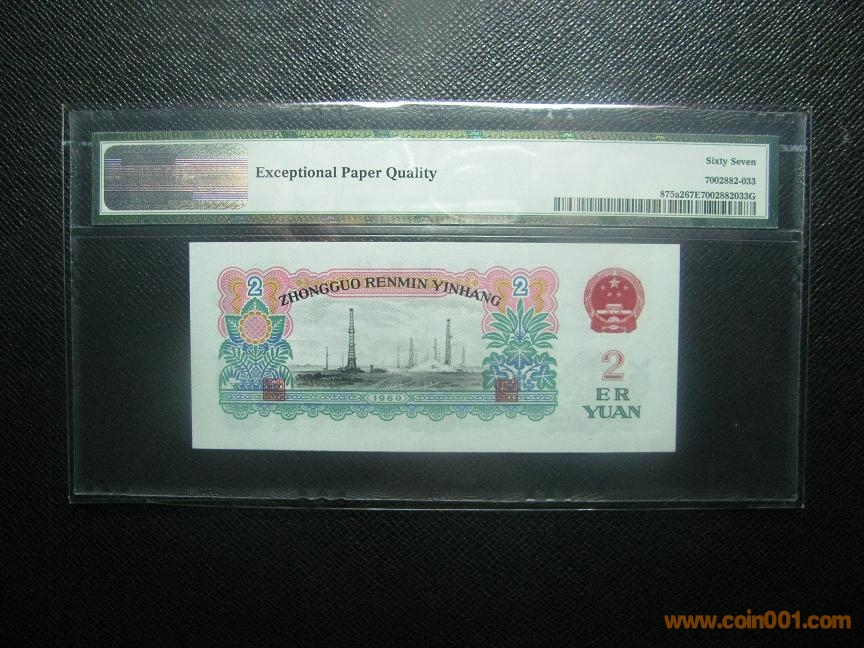 Exceptional Paper Quality
Sixty Seven
7002882-033
875a267E7002882033G
2
ZHONGGUO RENMIN YINHANG
2
1960
2
ER
YUAN
www.coin001.com